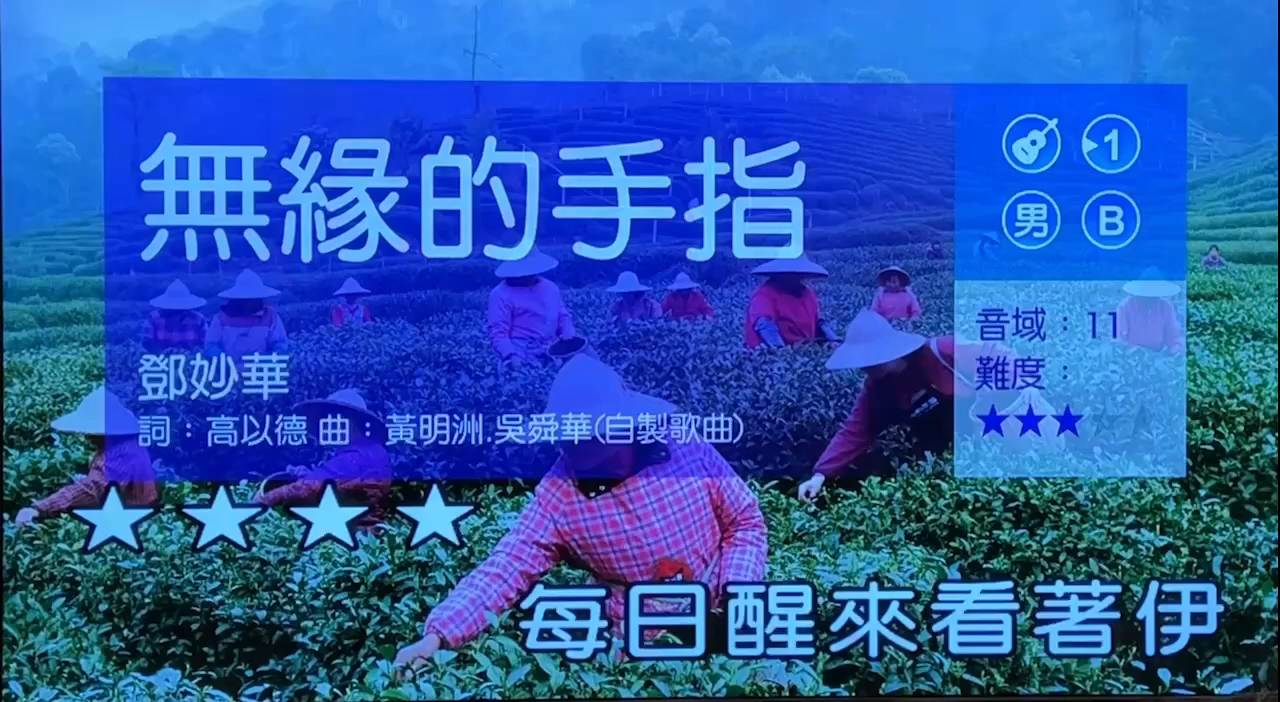 無緣的手指
1
男 B
鄧妙華
詞：高以德 曲：黃明洲.吳舜華(自製歌曲)
音域：11
難度：
★★★
★★★★
每日醒來看著伊